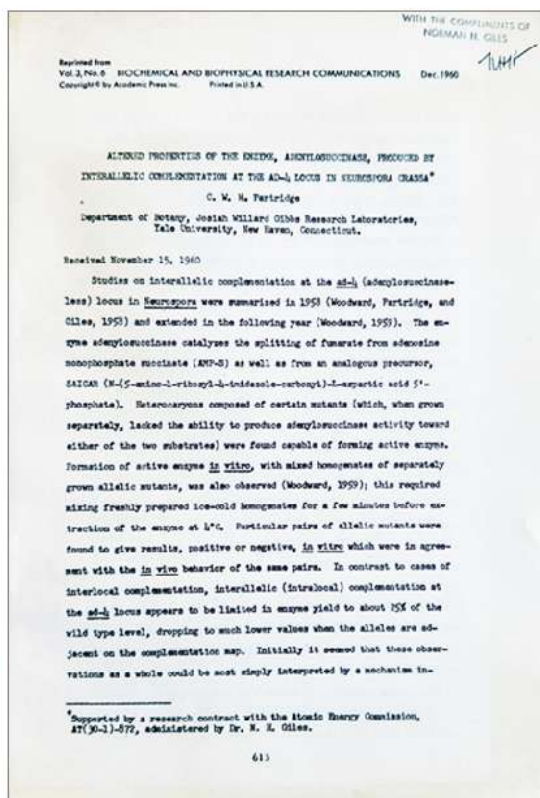 WITH THE COMPLIMENTS OF
NORMAN H. GILES
Reprinted from
Vol. 3, No. 6 BIOCHEMICAL AND BIOPHYSICAL RESEARCH COMMUNICATIONS Dec. 1960
Copyright © by Academic Press Inc. Printed in U.S.A.
ALTERED PROPERTIES OF THE ENZYME, ADENYLOSUCCINASE, PRODUCED BY
INTERALLELIC COMPLEMENTATION AT THE AD-4 LOCUS IN NEUROSPORA CRASSA*
C. W. H. Partridge
Department of Botany, Josiah Willard Gibbs Research Laboratories,
Yale University, New Haven, Connecticut.
Received November 15, 1960
Studies on interallelic complementation at the ad-4 (adenylosuccinase-
less) locus in Neurospora were summarized in 1958 (Woodward, Partridge, and
Giles, 1958) and extended in the following year (Woodward, 1959). The en-
zyme adenylosuccinase catalyzes the splitting of fumarate from adenosine
monophosphate succinate (AMP-S) as well as from an analogous precursor,
SAICAR (N-(5-amino-1-ribosyl-4-imidazole-carbonyl)-L-aspartic acid 5'-
phosphate). Heterocaryons composed of certain mutants (which, when grown
separately, lacked the ability to produce adenylosuccinase activity toward
either of the two substrates) were found capable of forming active enzyme.
Formation of active enzyme in vitro, with mixed homogenates of separately
grown allelic mutants, was also observed (Woodward, 1959); this required
mixing freshly prepared ice-cold homogenates for a few minutes before ex-
traction of the enzyme at 4°C. Particular pairs of allelic mutants were
found to give results, positive or negative, in vitro which were in agree-
ment with the in vivo behavior of the same pairs. In contrast to cases of
interlocal complementation, interallelic (intralocal) complementation at
the ad-4 locus appears to be limited in enzyme yield to about 25% of the
wild type level, dropping to much lower values when the alleles are ad-
jacent on the complementation map. Initially it seemed that these obser-
vations as a whole could be most simply interpreted by a mechanism in-
*Supported by a research contract with the Atomic Energy Commission,
AT(30-1)-872, administered by Dr. N. H. Giles.
613